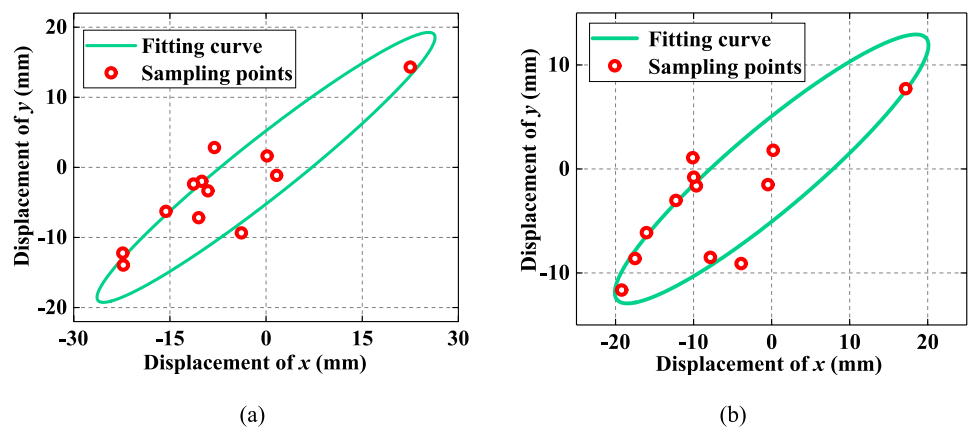 20
10
0
-10
-20
-30
-15
0
15
30
Displacement of y (mm)
Displacement of x (mm)
Fitting curve
Sampling points
(a)
10
0
-10
-20
-10
0
10
20
Displacement of y (mm)
Displacement of x (mm)
Fitting curve
Sampling points
(b)